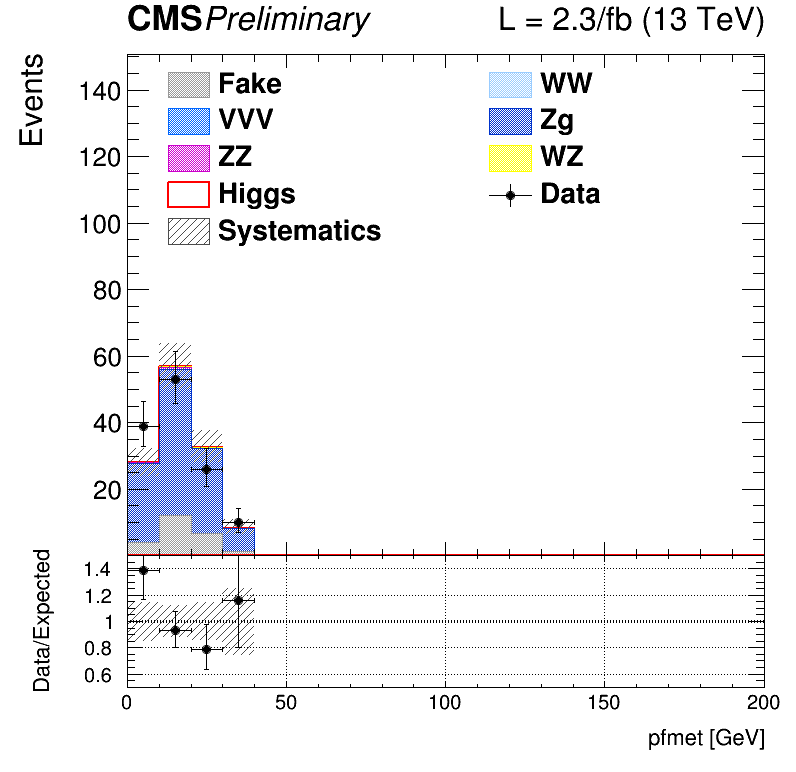 CMS Preliminary L = 2.3/fb (13 TeV)
Events
140
120
100
80
60
40
20
Fake WW
VVV Zg
ZZ WZ
Higgs Data
Systematics
Data/Expected
1.4
1.2
1
0.8
0.6
0 50 100 150 200
pfmet [GeV]